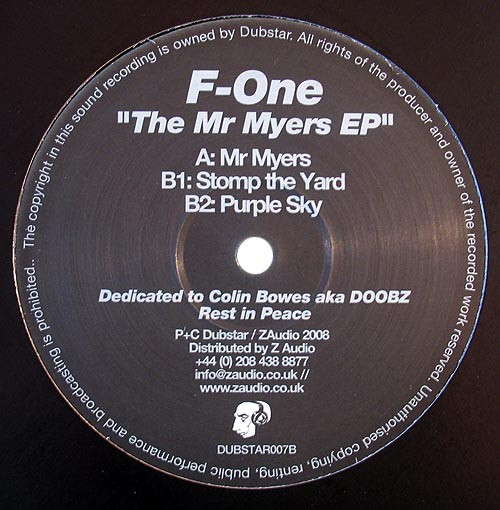 The copyright in this sound recording is owned by Dubstar. All rights of the producer and owner of the recorded work reserved. Unauthorised copying, renting, public performance and broadcasting is prohibited..
F-One
"The Mr Myers EP"
A: Mr Myers
B1: Stomp the Yard
B2: Purple Sky
Dedicated to Colin Bowes aka DOOBZ
Rest in Peace
P+C Dubstar / ZAudio 2008
Distributed by Z Audio
+44 (0) 208 438 8877
info@zaudio.co.uk //
www.zaudio.co.uk
DUBSTAR007B